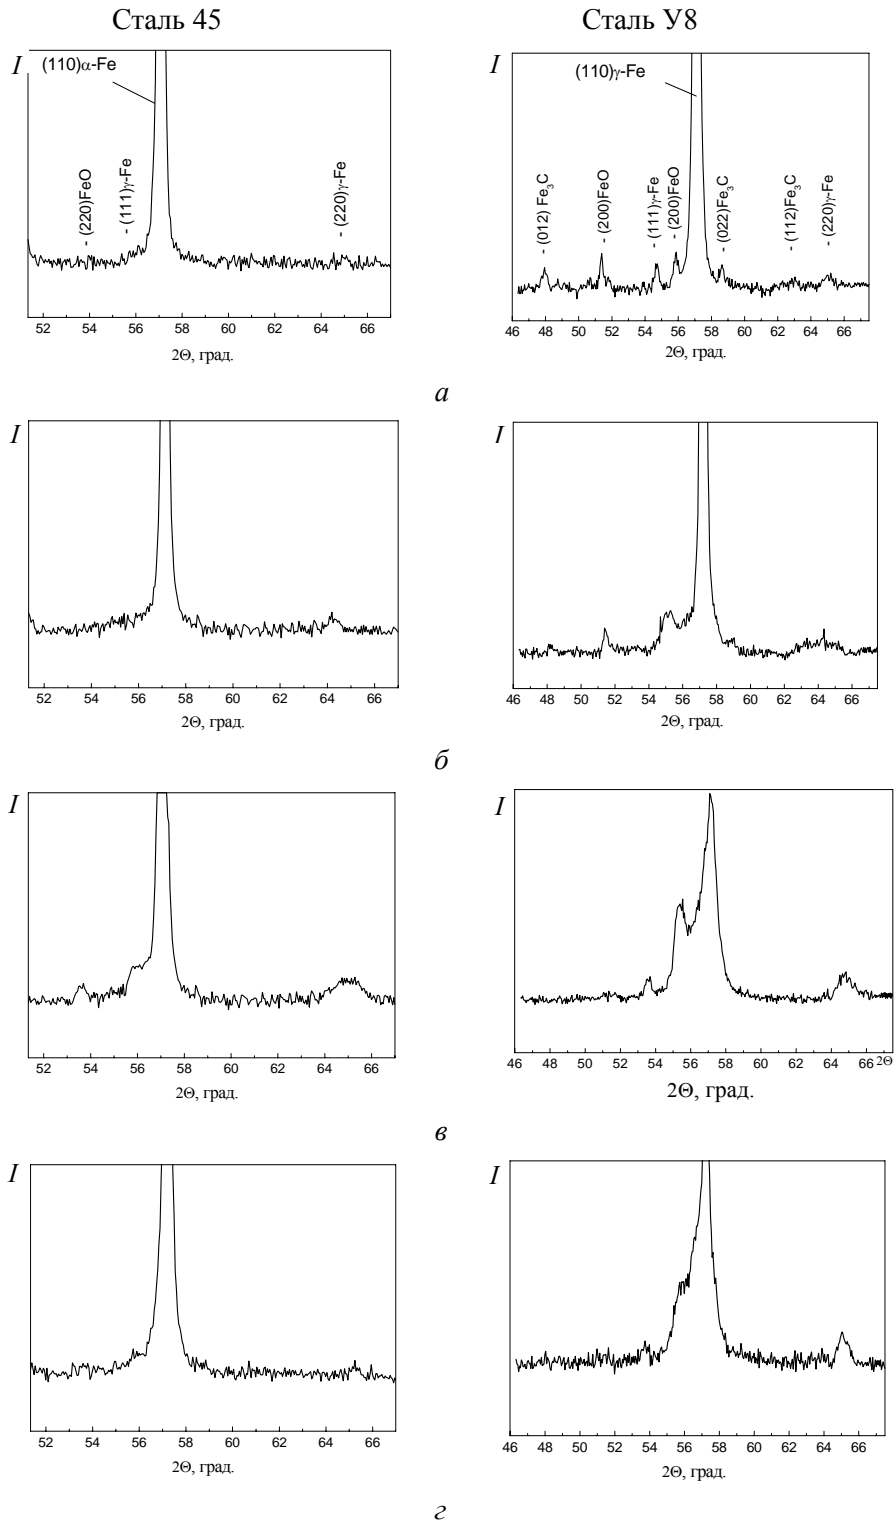 Сталь 45
Сталь У8
I
(110)α-Fe
- (220)FeO
- (111)γ-Fe
- (220)γ-Fe
52 54 56 58 60 62 64 66
2Θ, град.
I
(110)γ-Fe
- (012) Fe₃C
- (200)FeO
- (111)γ-Fe
- (200)FeO
- (022)Fe₃C
- (112)Fe₃C
- (220)γ-Fe
46 48 50 52 54 56 58 60 62 64 66
2Θ, град.
а
I
52 54 56 58 60 62 64 66
2Θ, град.
I
46 48 50 52 54 56 58 60 62 64 66
2Θ, град.
б
I
52 54 56 58 60 62 64 66
2Θ, град.
I
46 48 50 52 54 56 58 60 62 64 66 2Θ
2Θ, град.
в
I
52 54 56 58 60 62 64 66
2Θ, град.
I
46 48 50 52 54 56 58 60 62 64 66
2Θ, град.
г